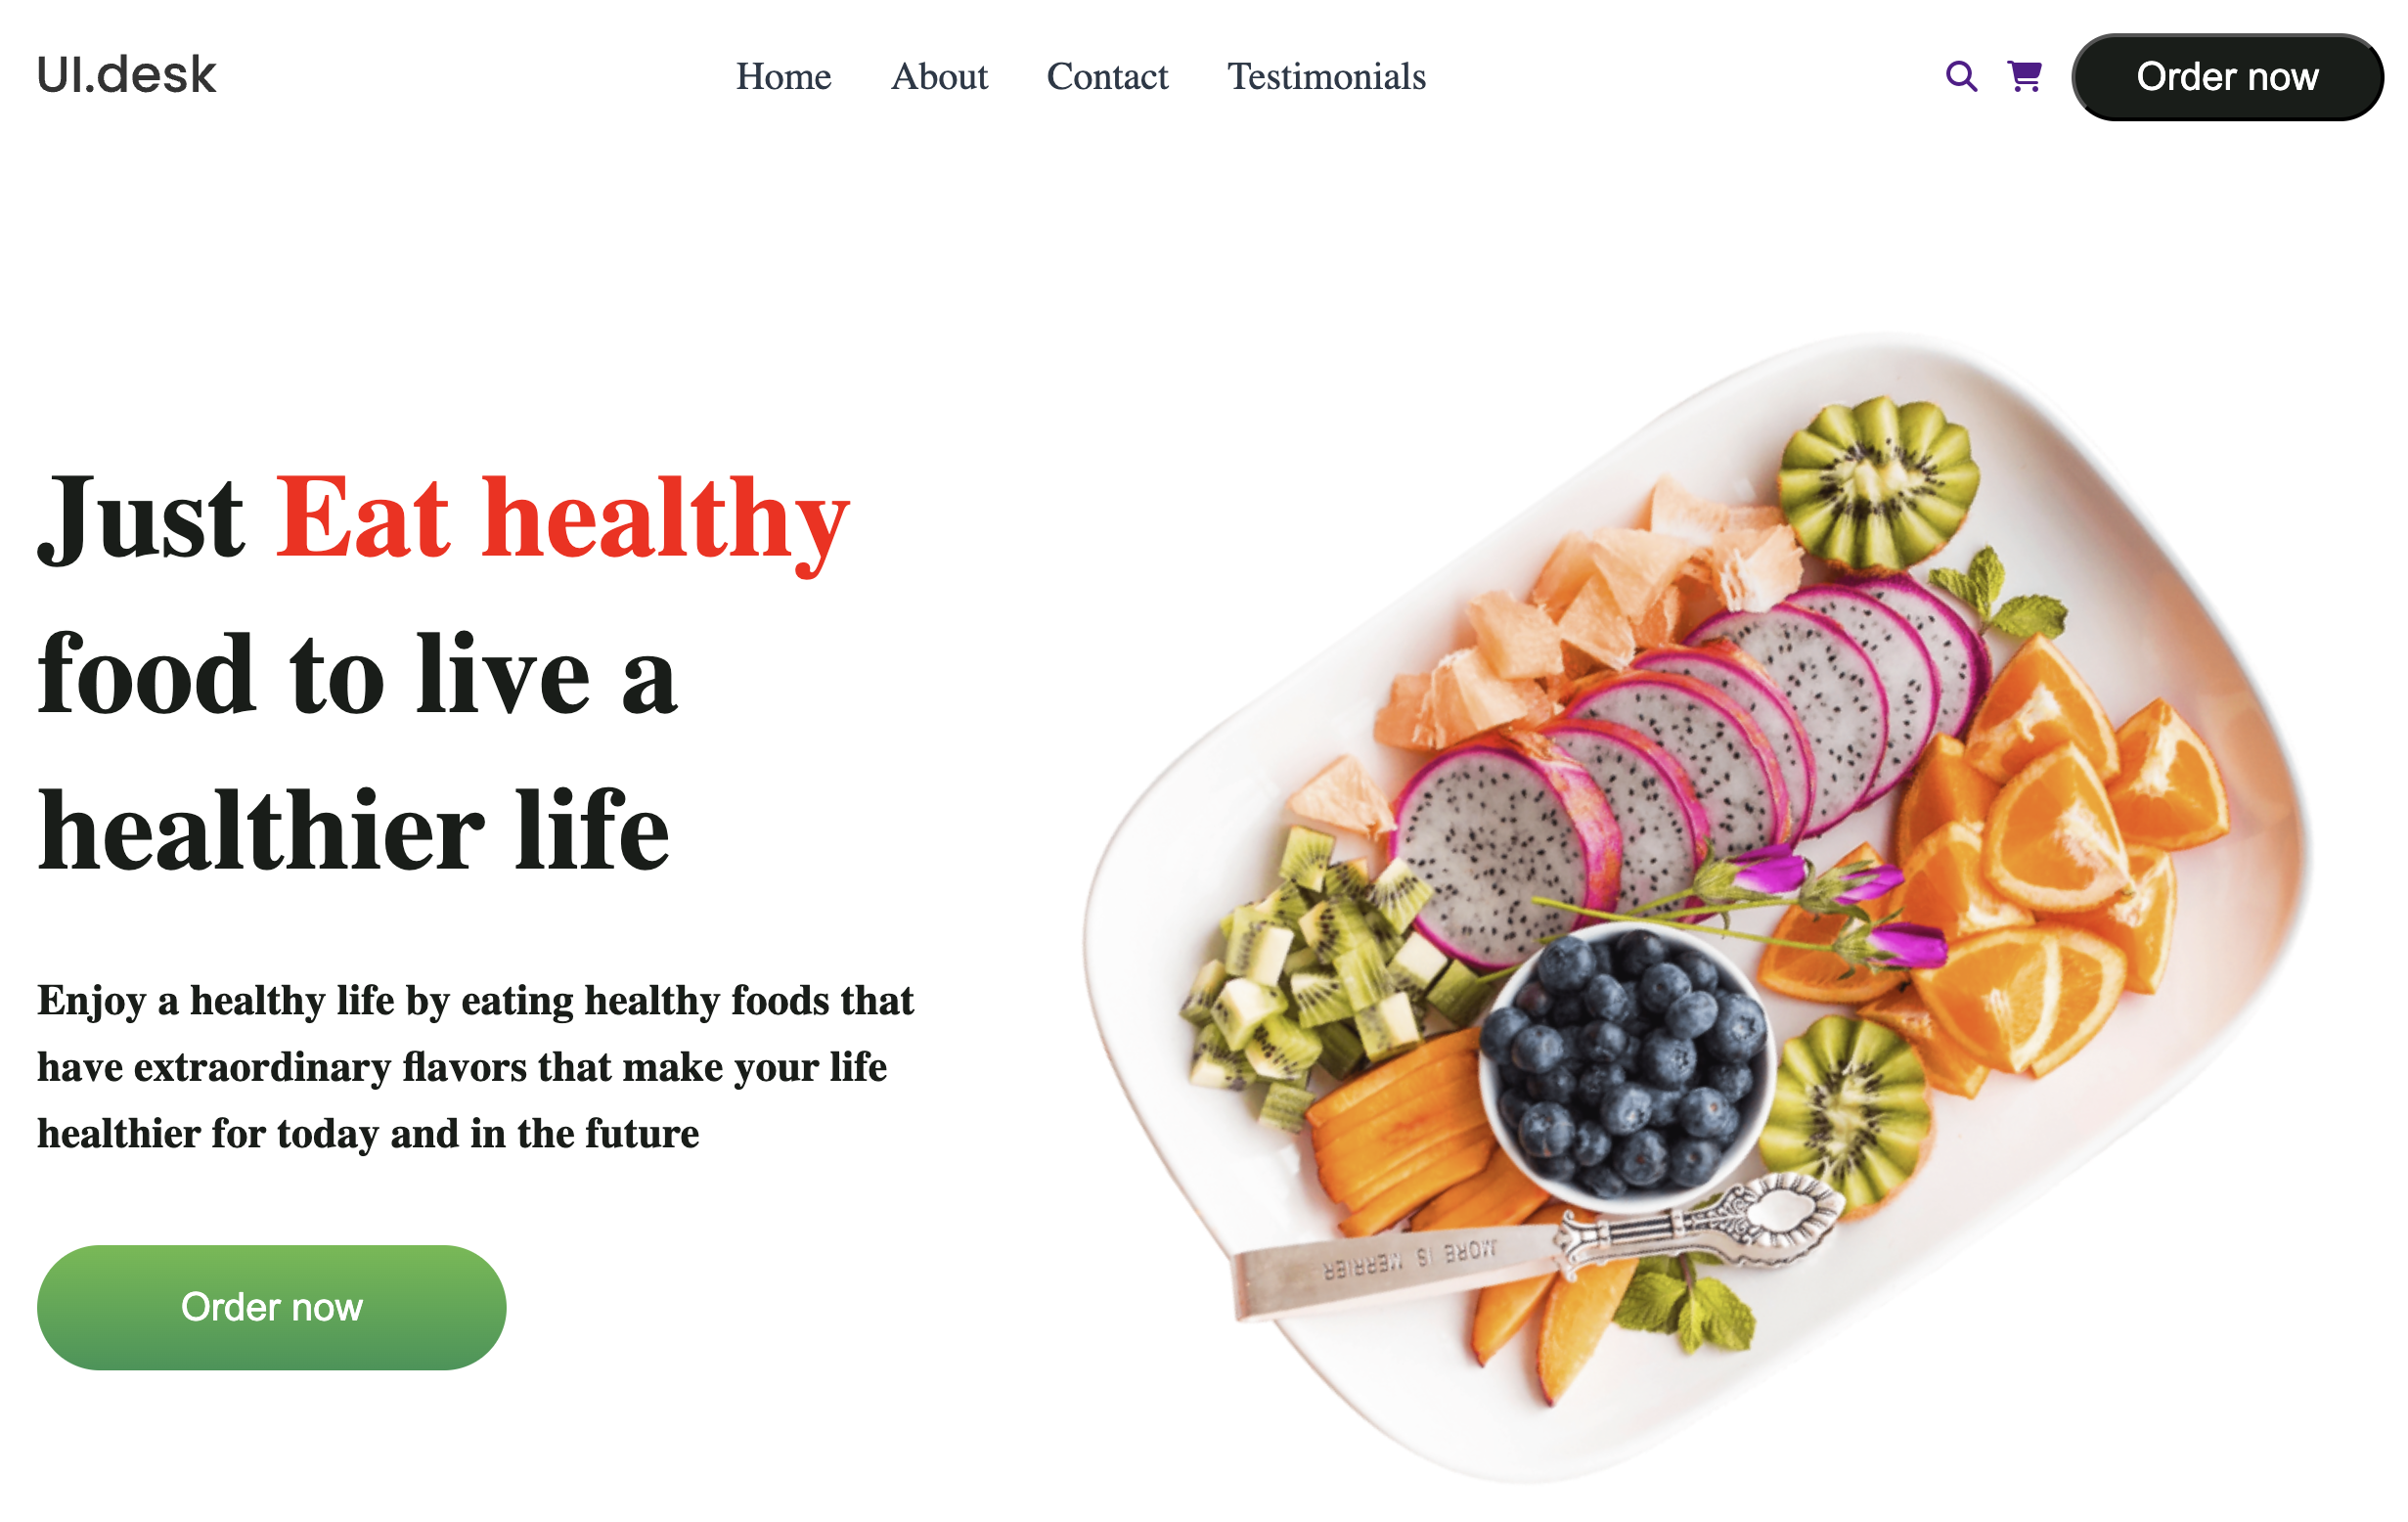 UI.desk
Home About Contact Testimonials
Order now
Just Eat healthy
food to live a
healthier life
Enjoy a healthy life by eating healthy foods that
have extraordinary flavors that make your life
healthier for today and in the future
Order now
MORE IS MERRIER